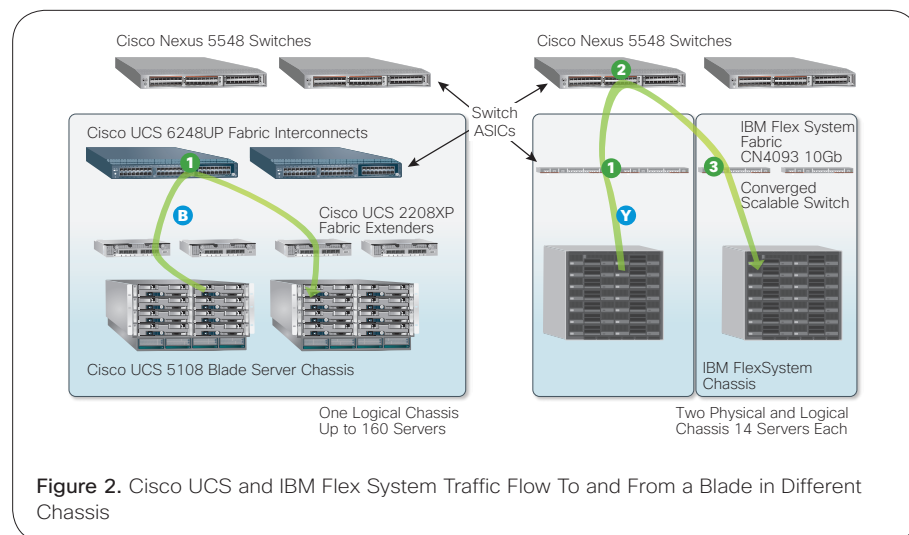 Cisco Nexus 5548 Switches
Cisco Nexus 5548 Switches
Switch
ASICs
Cisco UCS 6248UP Fabric Interconnects
1
B
Cisco UCS 2208XP
Fabric Extenders
Cisco UCS 5108 Blade Server Chassis
One Logical Chassis
Up to 160 Servers
2
1
3
Y
IBM Flex System
Fabric
CN4093 10Gb
Converged
Scalable Switch
IBM FlexSystem
Chassis
Two Physical and Logical
Chassis 14 Servers Each
Figure 2. Cisco UCS and IBM Flex System Traffic Flow To and From a Blade in Different
Chassis